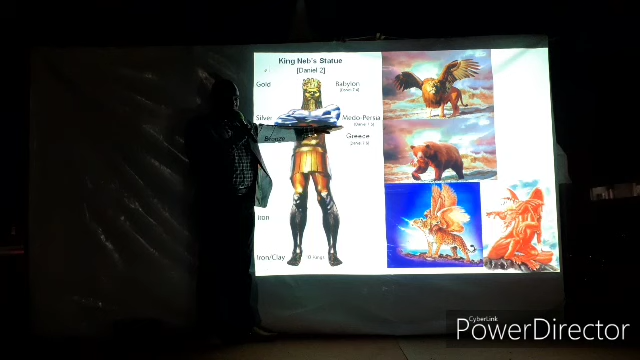 King Neb's Statue
[Daniel 2]
Gold
Babylon
Silver
Medo-Persia
Bronze
Greece
Iron
Iron/Clay
CyberLink
PowerDirector